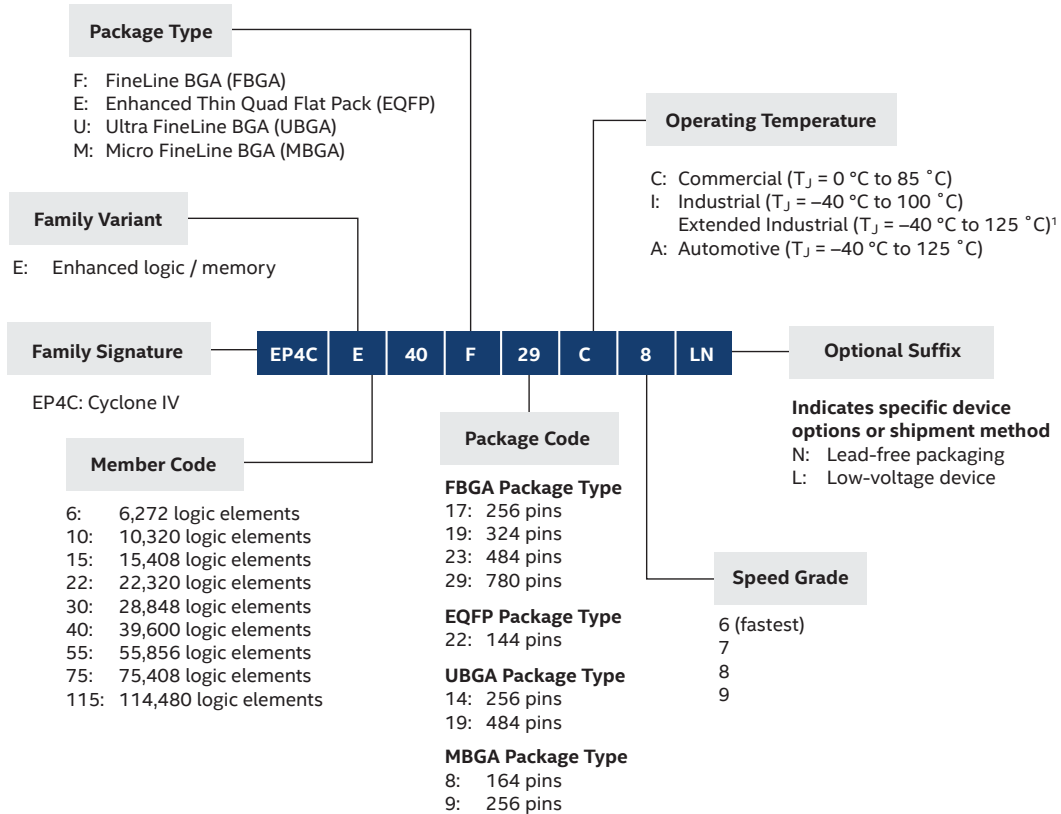 Package Type
F: FineLine BGA (FBGA)
E: Enhanced Thin Quad Flat Pack (EQFP)
U: Ultra FineLine BGA (UBGA)
M: Micro FineLine BGA (MBGA)
Operating Temperature
C: Commercial (TJ = 0 °C to 85 ˚C)
I: Industrial (TJ = –40 °C to 100 ˚C)
Extended Industrial (TJ = –40 °C to 125 ˚C)¹
A: Automotive (TJ = –40 °C to 125 ˚C)
Family Variant
E: Enhanced logic / memory
Family Signature
EP4C: Cyclone IV
EP4C E 40 F 29 C 8 LN
Optional Suffix
Indicates specific device
options or shipment method
N: Lead-free packaging
L: Low-voltage device
Member Code
6: 6,272 logic elements
10: 10,320 logic elements
15: 15,408 logic elements
22: 22,320 logic elements
30: 28,848 logic elements
40: 39,600 logic elements
55: 55,856 logic elements
75: 75,408 logic elements
115: 114,480 logic elements
Package Code
FBGA Package Type
17: 256 pins
19: 324 pins
23: 484 pins
29: 780 pins
EQFP Package Type
22: 144 pins
UBGA Package Type
14: 256 pins
19: 484 pins
MBGA Package Type
8: 164 pins
9: 256 pins
Speed Grade
6 (fastest)
7
8
9